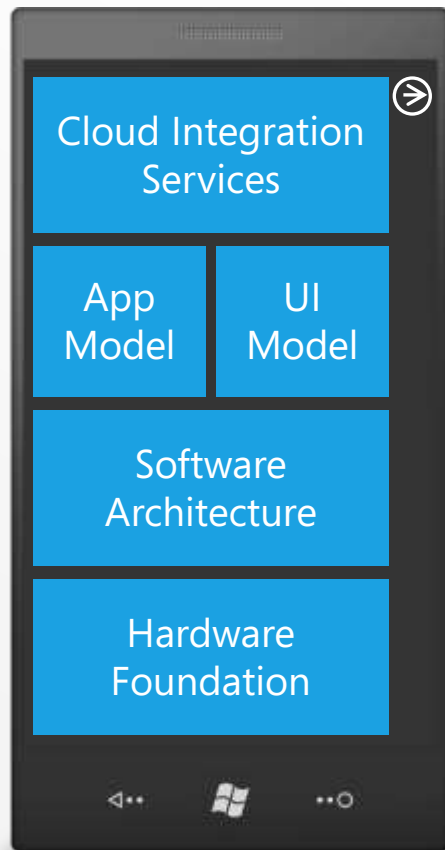 Cloud Integration
Services
App
Model
UI
Model
Software
Architecture
Hardware
Foundation